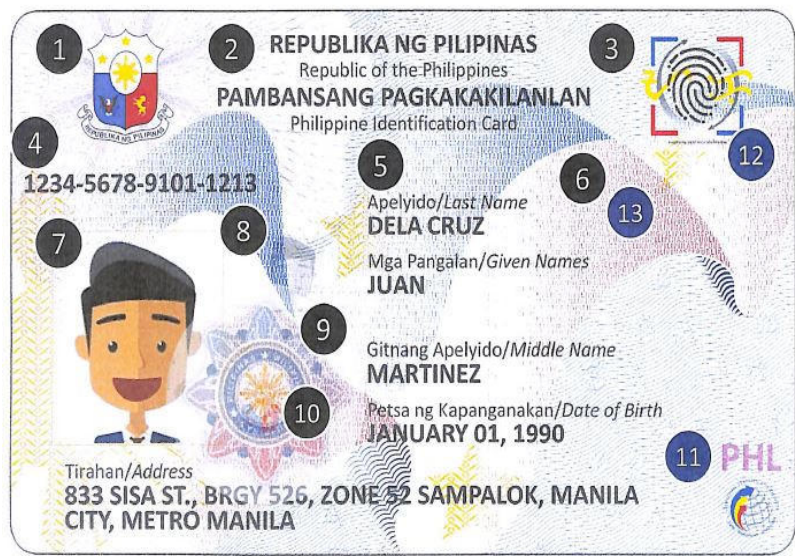 1
2
REPUBLIKA NG PILIPINAS
Republic of the Philippines
PAMBANSANG PAGKAKAKILANLAN
Philippine Identification Card
3
REPUBLIKA NG PILIPINAS
12
4
1234-5678-9101-1213
5
6
13
Apelyido/Last Name
DELA CRUZ
7
8
Mga Pangalan/Given Names
JUAN
9
Gitnang Apelyido/Middle Name
MARTINEZ
10
Petsa ng Kapanganakan/Date of Birth
JANUARY 01, 1990
11
PHL
Tirahan/Address
833 SISA ST., BRGY 526, ZONE 52 SAMPALOK, MANILA
CITY, METRO MANILA